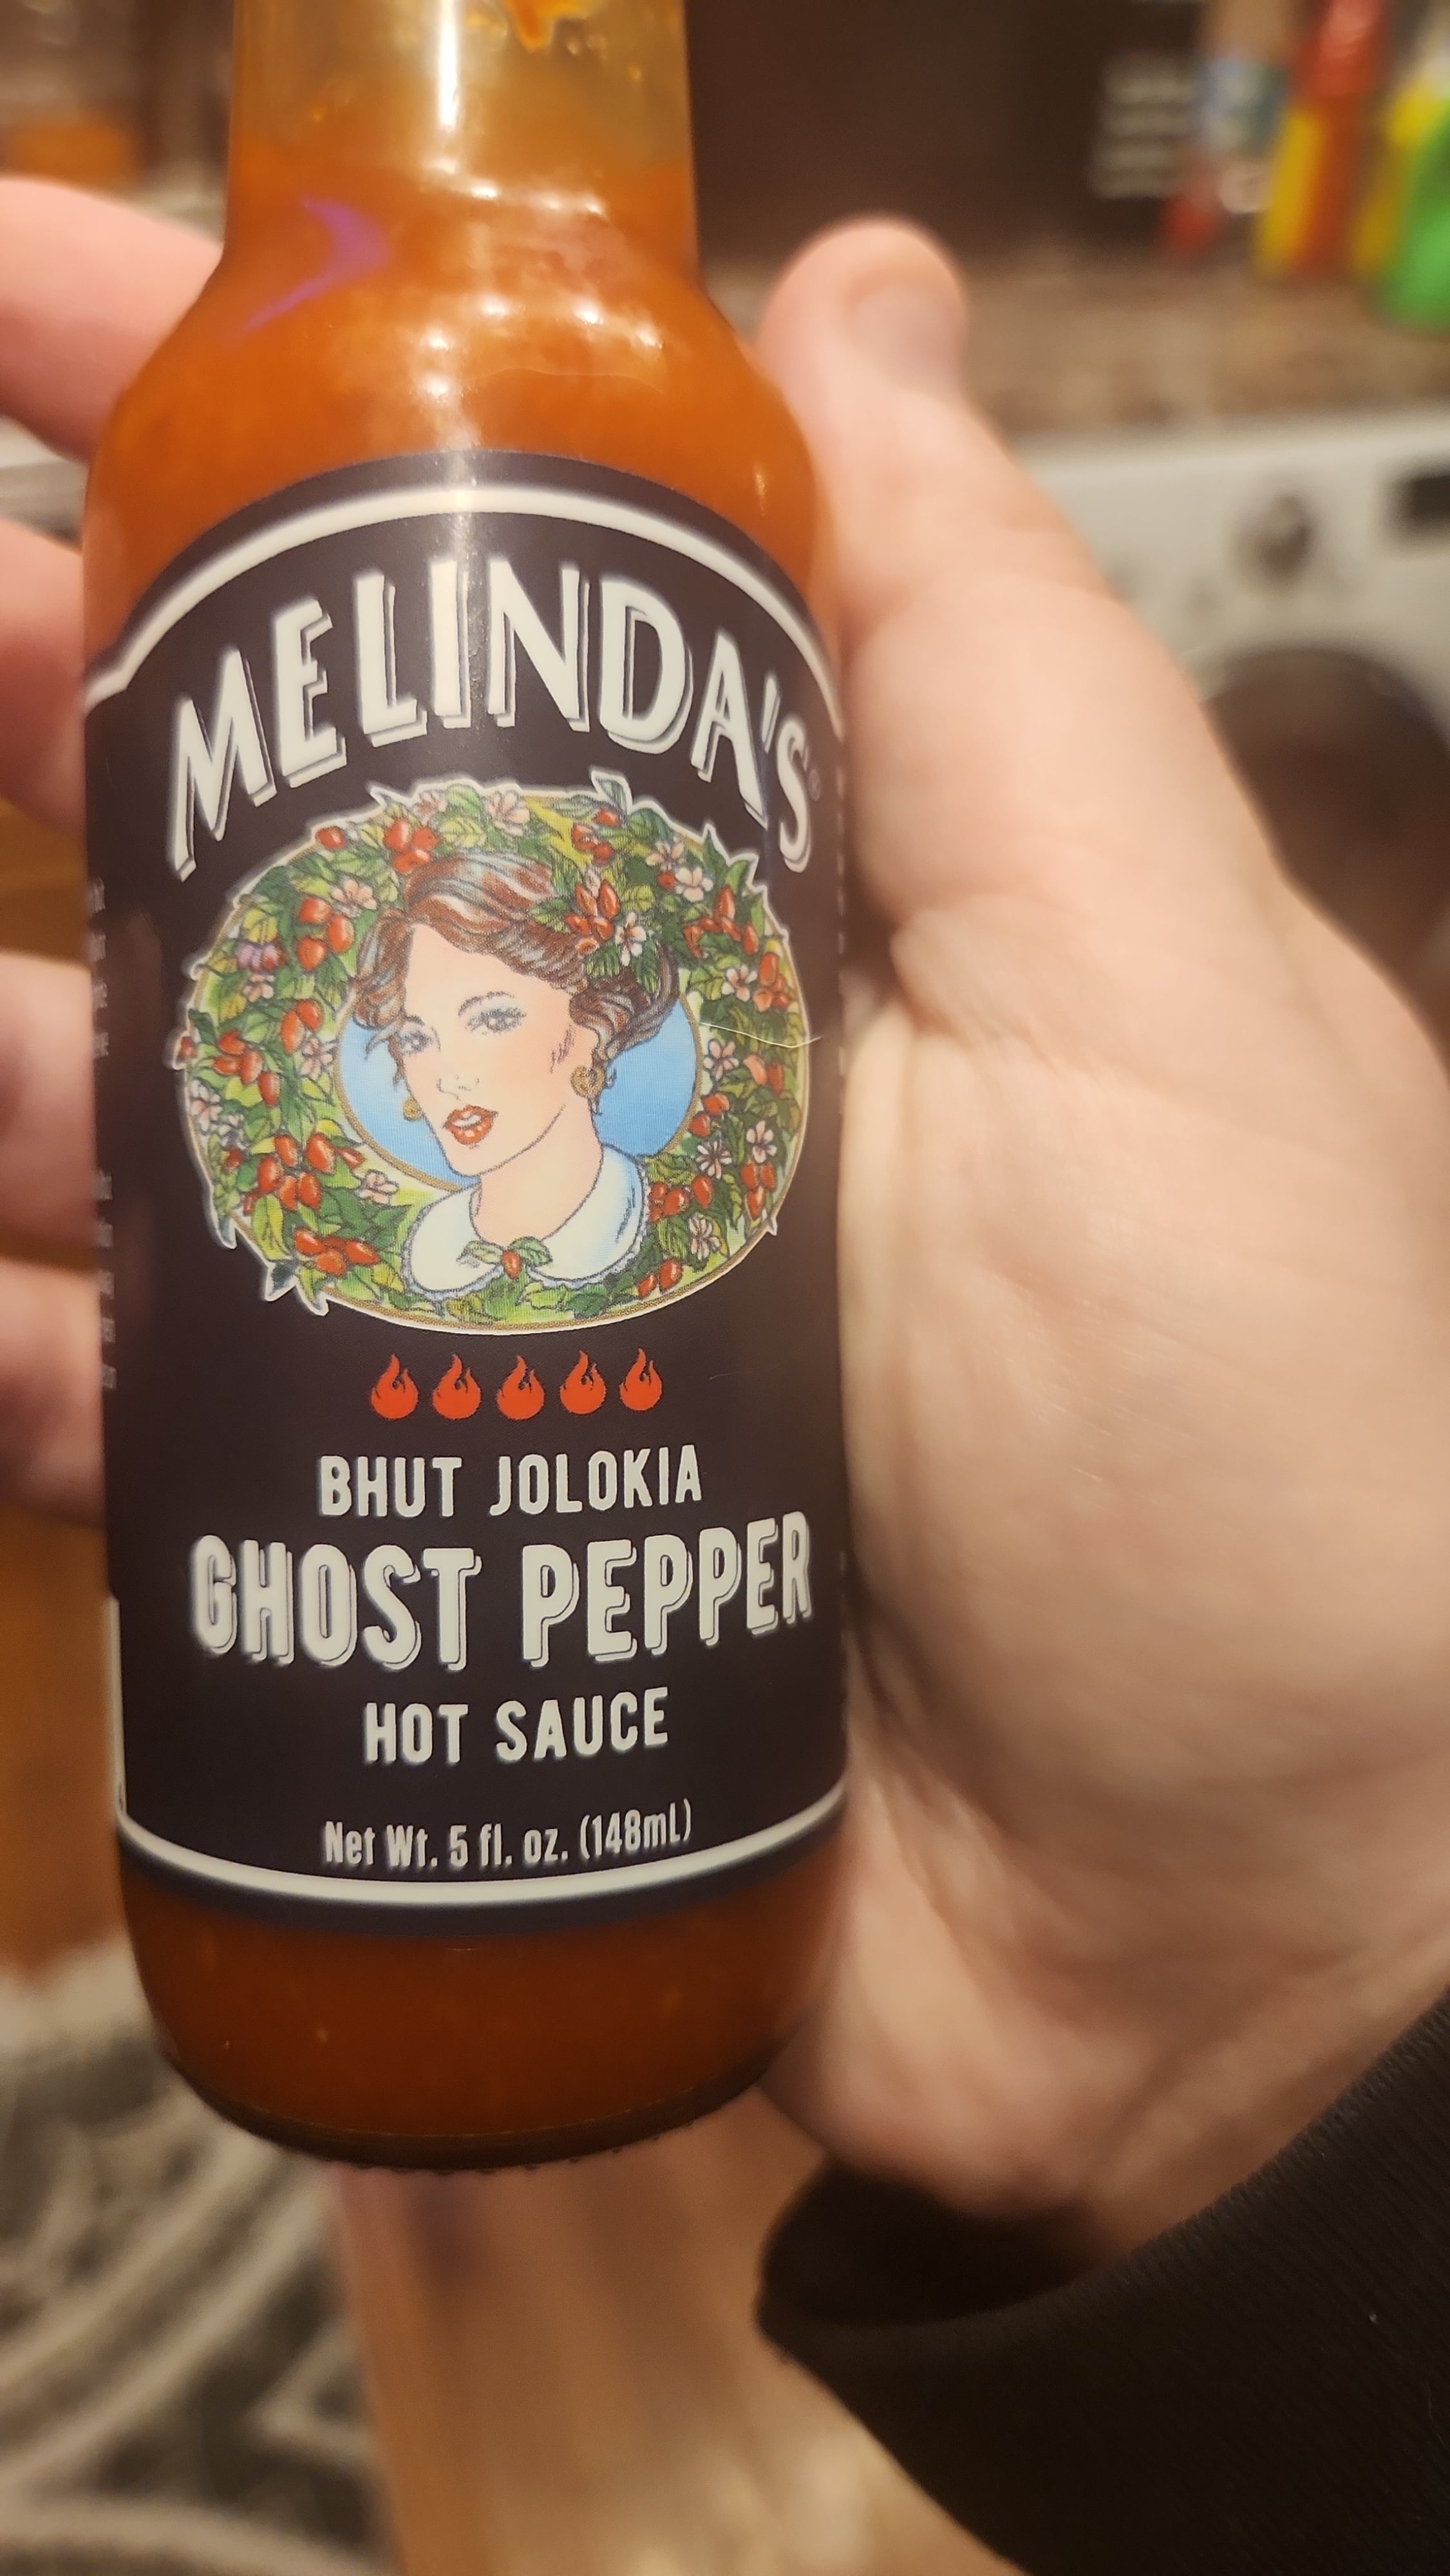 MELINDA'S®
BHUT JOLOKIA
GHOST PEPPER
HOT SAUCE
Net Wt. 5 fl. oz. (148mL)